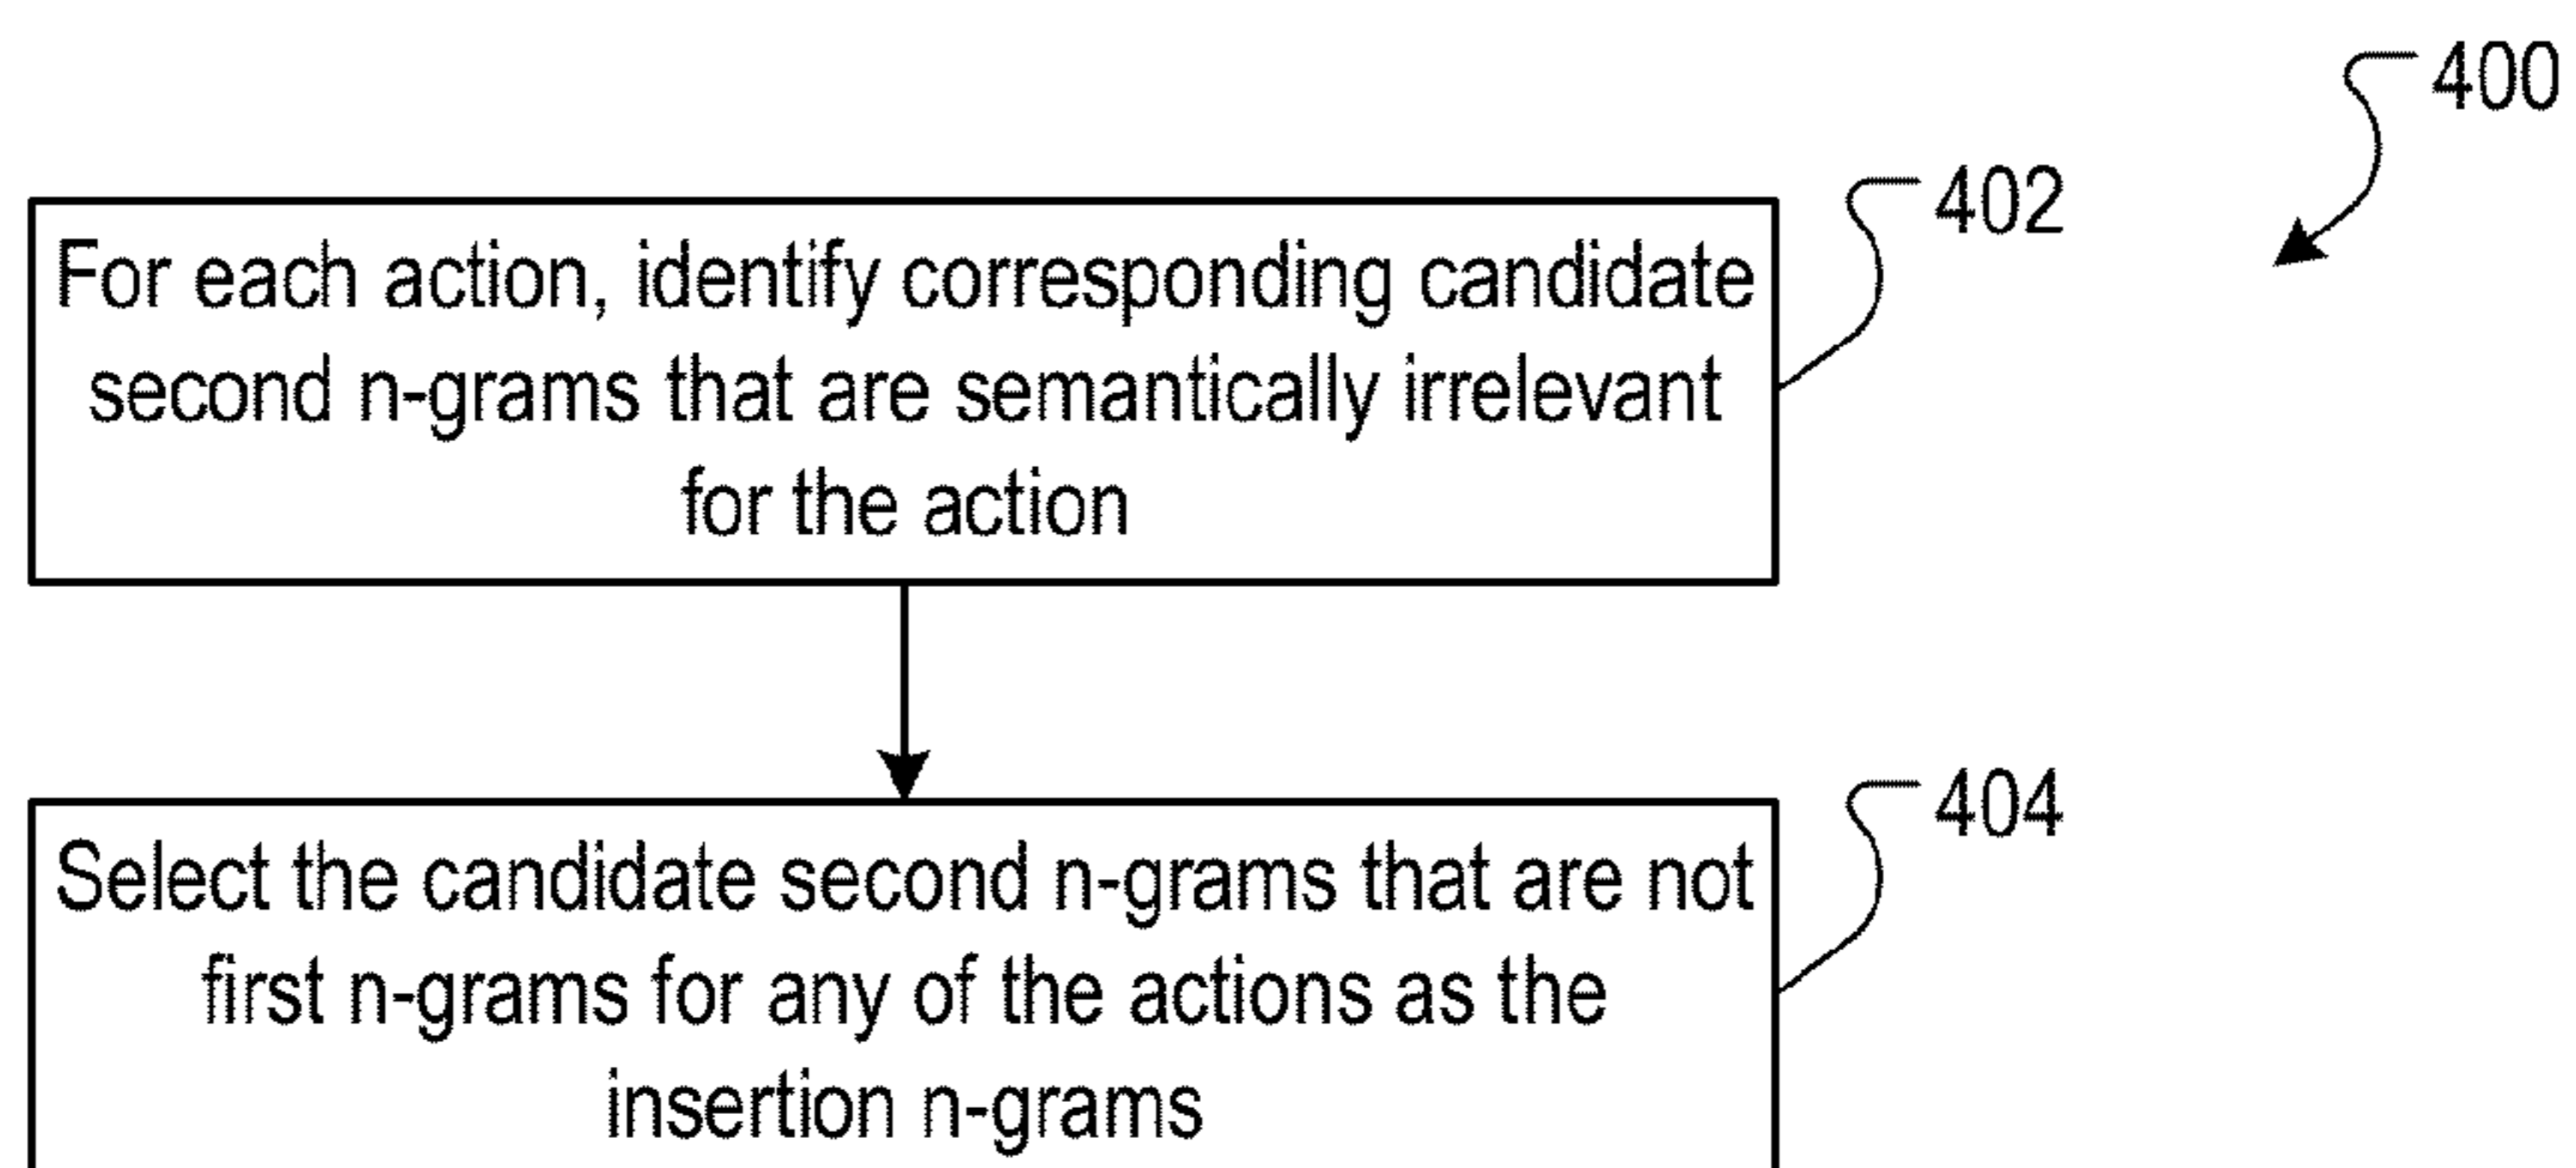 400
402
For each action, identify corresponding candidate
second n-grams that are semantically irrelevant
for the action
404
Select the candidate second n-grams that are not
first n-grams for any of the actions as the
insertion n-grams